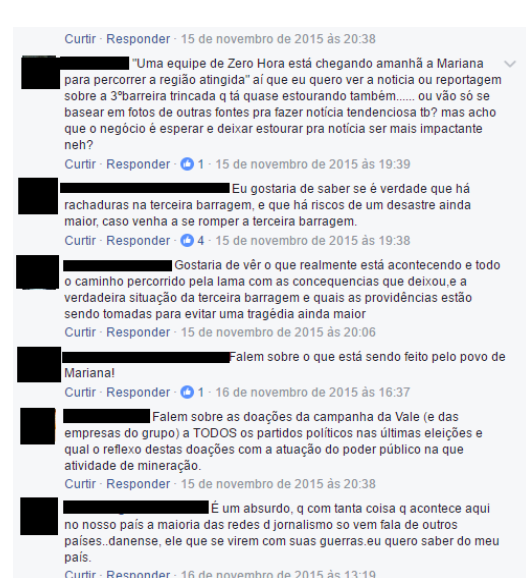 Curtir · Responder · 15 de novembro de 2015 às 20:38
"Uma equipe de Zero Hora está chegando amanhã a Mariana
para percorrer a região atingida" aí que eu quero ver a noticia ou reportagem
sobre a 3ºbarreira trincada q tá quase estourando também...... ou vão só se
basear em fotos de outras fontes pra fazer notícia tendenciosa tb? mas acho
que o negócio é esperar e deixar estourar pra notícia ser mais impactante
neh?
Curtir · Responder · 1 · 15 de novembro de 2015 às 19:39
Eu gostaria de saber se é verdade que há
rachaduras na terceira barragem, e que há riscos de um desastre ainda
maior, caso venha a se romper a terceira barragem.
Curtir · Responder · 4 · 15 de novembro de 2015 às 19:38
Gostaria de vêr o que realmente está acontecendo e todo
o caminho percorrido pela lama com as concequencias que deixou,e a
verdadeira situação da terceira barragem e quais as providências estão
sendo tomadas para evitar uma tragédia ainda maior
Curtir · Responder · 15 de novembro de 2015 às 20:06
Falem sobre o que está sendo feito pelo povo de
Mariana!
Curtir · Responder · 1 · 16 de novembro de 2015 às 16:37
Falem sobre as doações da campanha da Vale (e das
empresas do grupo) a TODOS os partidos políticos nas últimas eleições e
qual o reflexo destas doações com a atuação do poder público na que
atividade de mineração.
Curtir · Responder · 15 de novembro de 2015 às 20:38
É um absurdo, q com tanta coisa q acontece aqui
no nosso país a maioria das redes d jornalismo so vem fala de outros
países..danense, ele que se virem com suas guerras.eu quero saber do meu
país.
Curtir · Responder · 16 de novembro de 2015 às 13:19